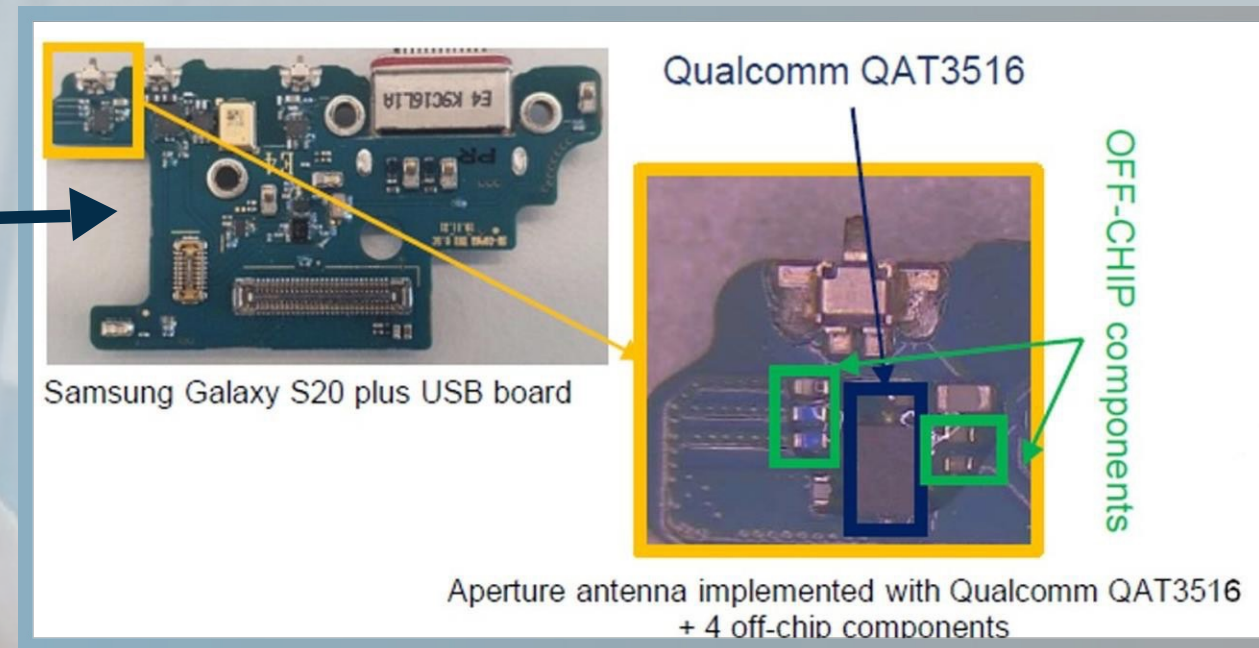 E4 K9C16L1A
PR
Samsung Galaxy S20 plus USB board
Qualcomm QAT3516
OFF-CHIP components
Aperture antenna implemented with Qualcomm QAT3516
+ 4 off-chip components